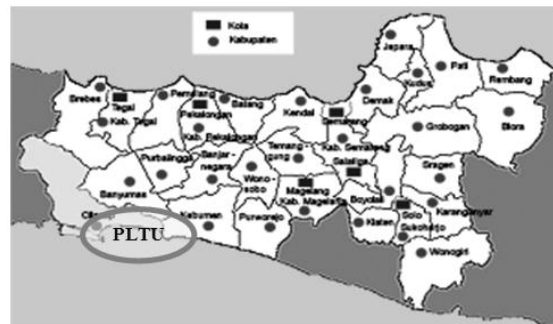 Kota
Kabupaten
Jepara
Pati
Kudus
Rembang
Brebes
Tegal
Pemalang
Pekalongan
Batang
Kendal
Semarang
Demak
Kab. Tegal
Kab. Pekalongan
Kab. Semarang
Grobogan
Blora
Purbalingga
Banjar-
negara
Wono-
sobo
Temang-
gung
Salatiga
Sragen
Banyumas
Magelang
Kab. Magelang
Boyolali
Solo
Karanganyar
Kebumen
Purworejo
Klaten
Sukoharjo
PLTU
Wonogiri